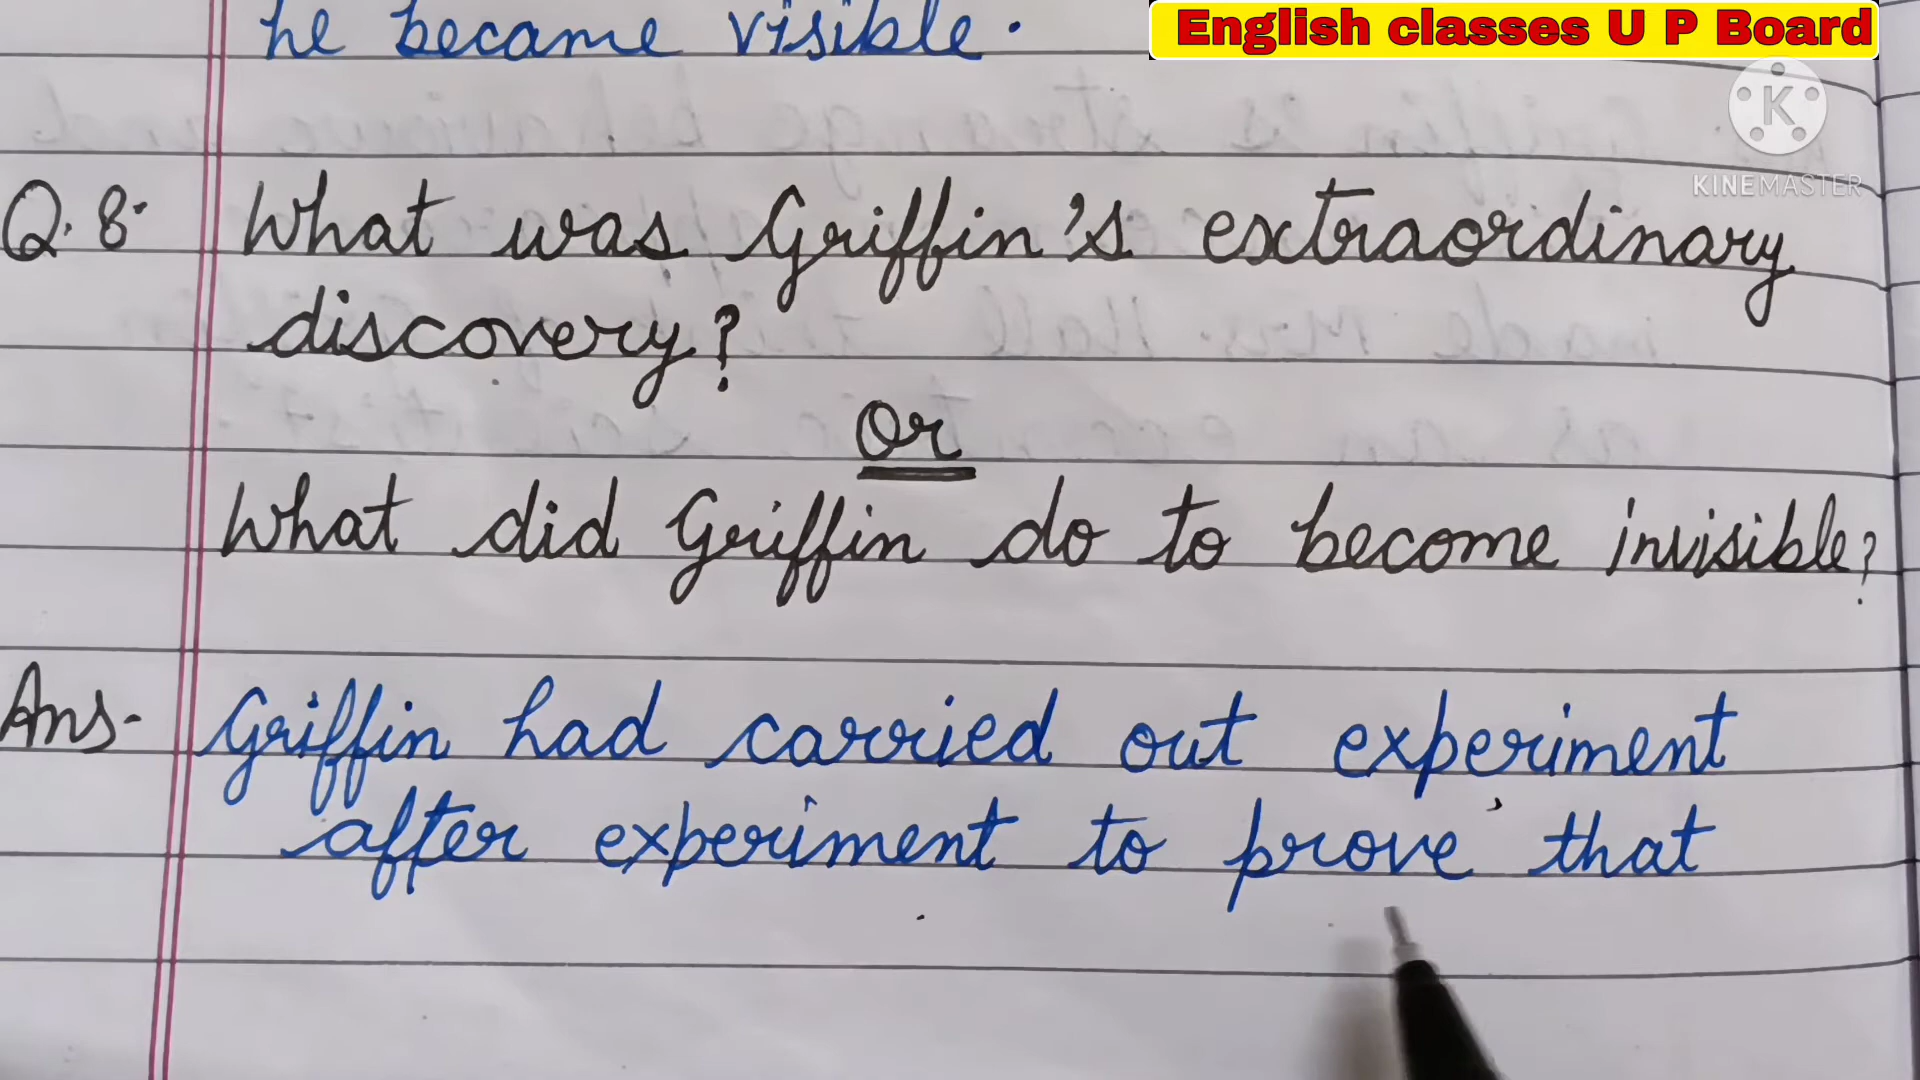 he became visible.
English classes U P Board
K
KINEMASTER
Q.8. What was Griffin's extraordinary
discovery?
Or
What did Griffin do to become invisible?
Ans- Griffin had carried out experiment
after experiment to prove that